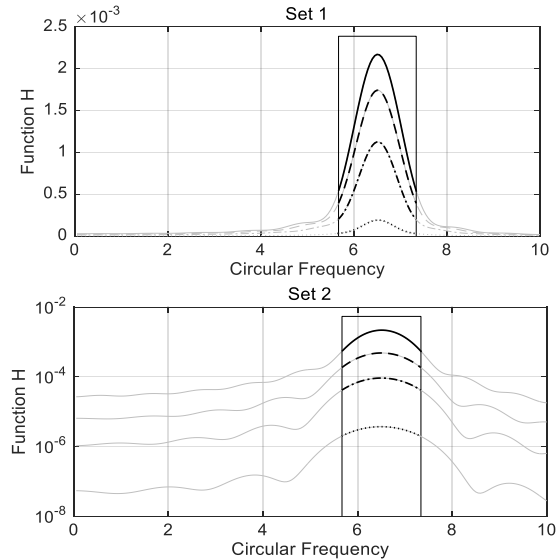 ×10⁻³
Set 1
2.5
2
1.5
1
0.5
0
Function H
0 2 4 6 8 10
Circular Frequency
Set 2
10⁻²
10⁻⁴
10⁻⁶
10⁻⁸
Function H
0 2 4 6 8 10
Circular Frequency